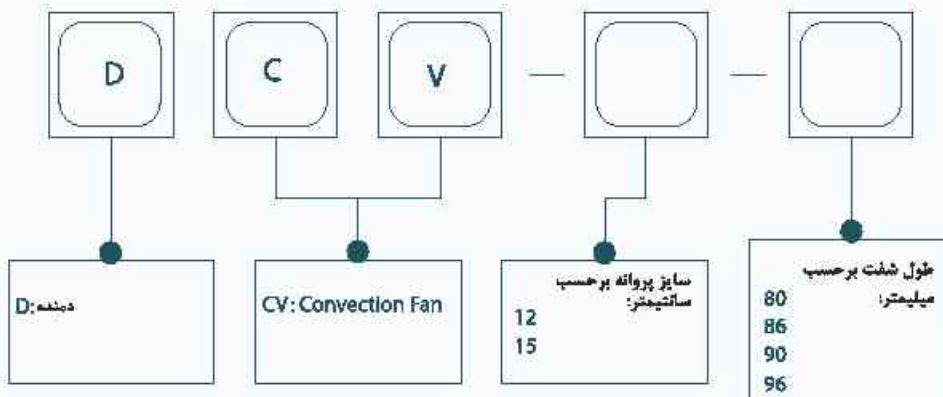 D C V — —
D: دمنده
CV: Convection Fan
سایز پروانه برحسب
سانتیمتر:
12
15
طول شفت برحسب
میلیمتر:
80
86
90
96